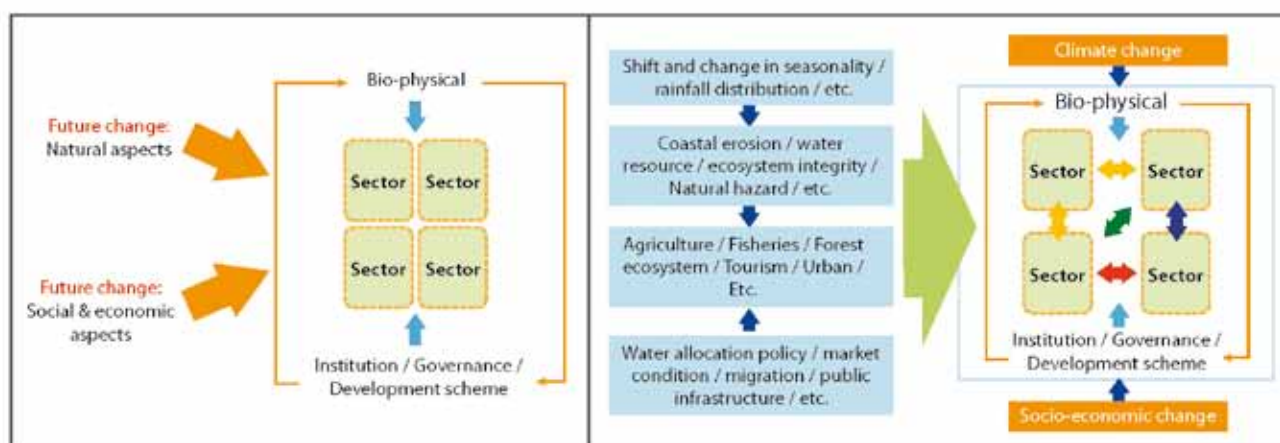 Bio-physical
Future change:
Natural aspects
Sector Sector
Sector Sector
Future change:
Social & economic
aspects
Institution / Governance /
Development scheme
Shift and change in seasonality /
rainfall distribution / etc.
Coastal erosion / water
resource / ecosystem integrity /
Natural hazard / etc.
Agriculture / Fisheries / Forest
ecosystem / Tourism / Urban /
Etc.
Water allocation policy / market
condition / migration / public
infrastructure / etc.
Climate change
Bio-physical
Sector Sector
Sector Sector
Institution / Governance /
Development scheme
Socio-economic change